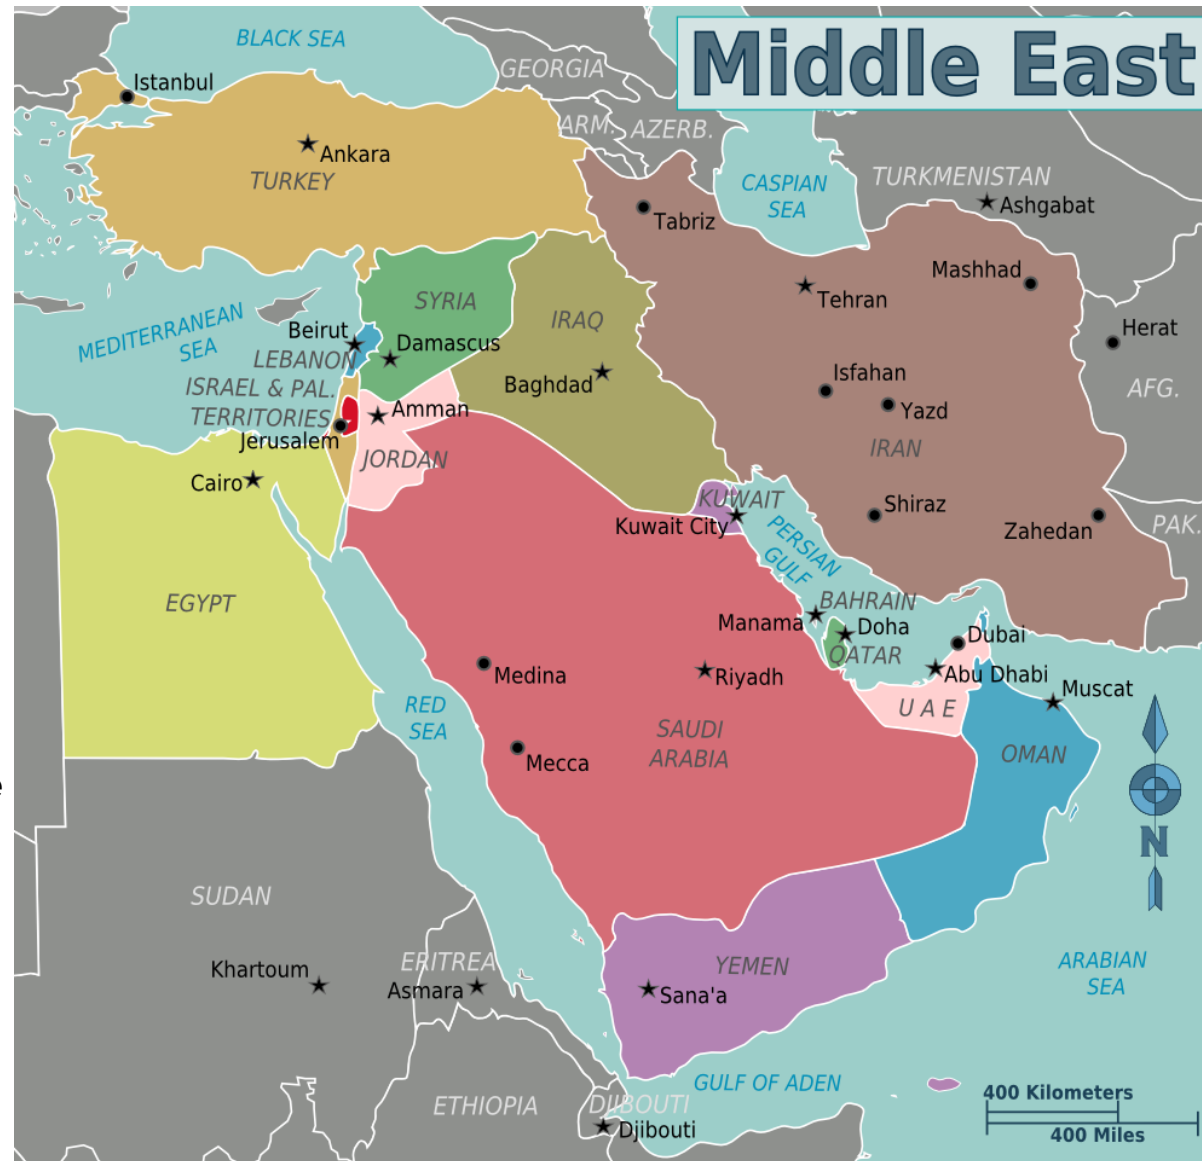 Middle East
BLACK SEA
GEORGIA
Istanbul
ARM.
AZERB.
Ankara
TURKEY
CASPIAN
SEA
TURKMENISTAN
Ashgabat
Tabriz
Mashhad
Tehran
SYRIA
IRAQ
MEDITERRANEAN
SEA
Beirut
Damascus
LEBANON
Herat
ISRAEL & PAL.
TERRITORIES
Baghdad
Isfahan
Yazd
AFG.
Amman
Jerusalem
JORDAN
IRAN
Cairo
KUWAIT
Kuwait City
Shiraz
Zahedan
PAK.
PERSIAN
GULF
EGYPT
BAHRAIN
Manama
Doha
Dubai
QATAR
Medina
Riyadh
Abu Dhabi
Muscat
RED
SEA
U A E
SAUDI
ARABIA
Mecca
OMAN
e
N
SUDAN
ERITREA
YEMEN
ARABIAN
SEA
Khartoum
Asmara
Sana'a
GULF OF ADEN
ETHIOPIA
DJIBOUTI
Djibouti
400 Kilometers
400 Miles